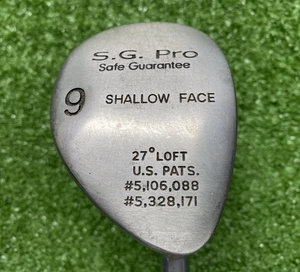 S.G. Pro
Safe Guarantee
9 SHALLOW FACE
27° LOFT
U.S. PATS.
#5,106,088
#5,328,171